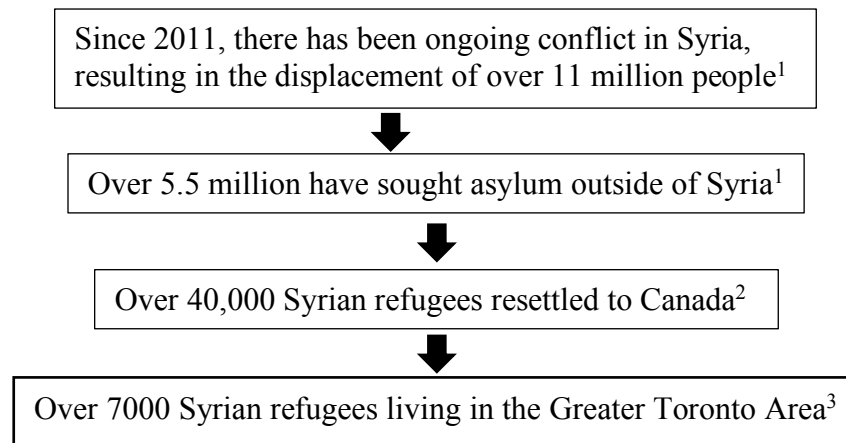 Since 2011, there has been ongoing conflict in Syria,
resulting in the displacement of over 11 million people¹
Over 5.5 million have sought asylum outside of Syria¹
Over 40,000 Syrian refugees resettled to Canada²
Over 7000 Syrian refugees living in the Greater Toronto Area³